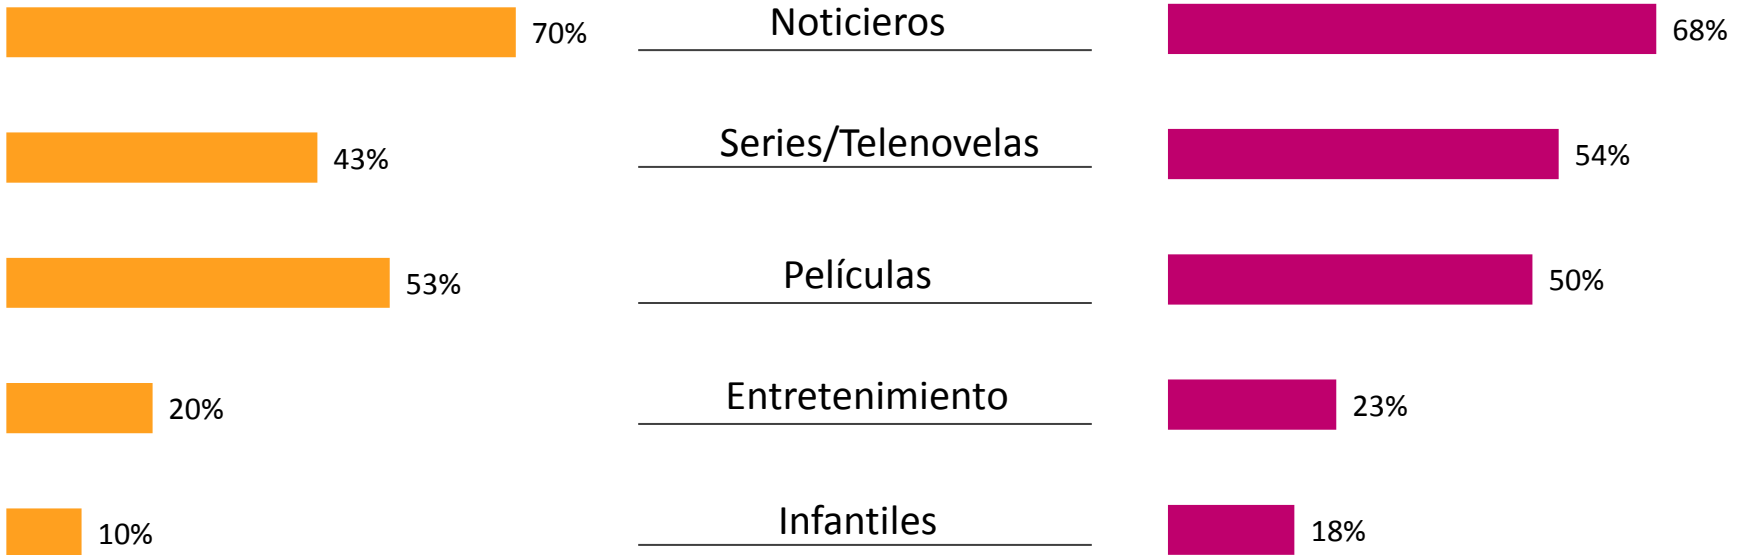 70% Noticieros 68%
43% Series/Telenovelas 54%
53% Películas 50%
20% Entretenimiento 23%
10% Infantiles 18%